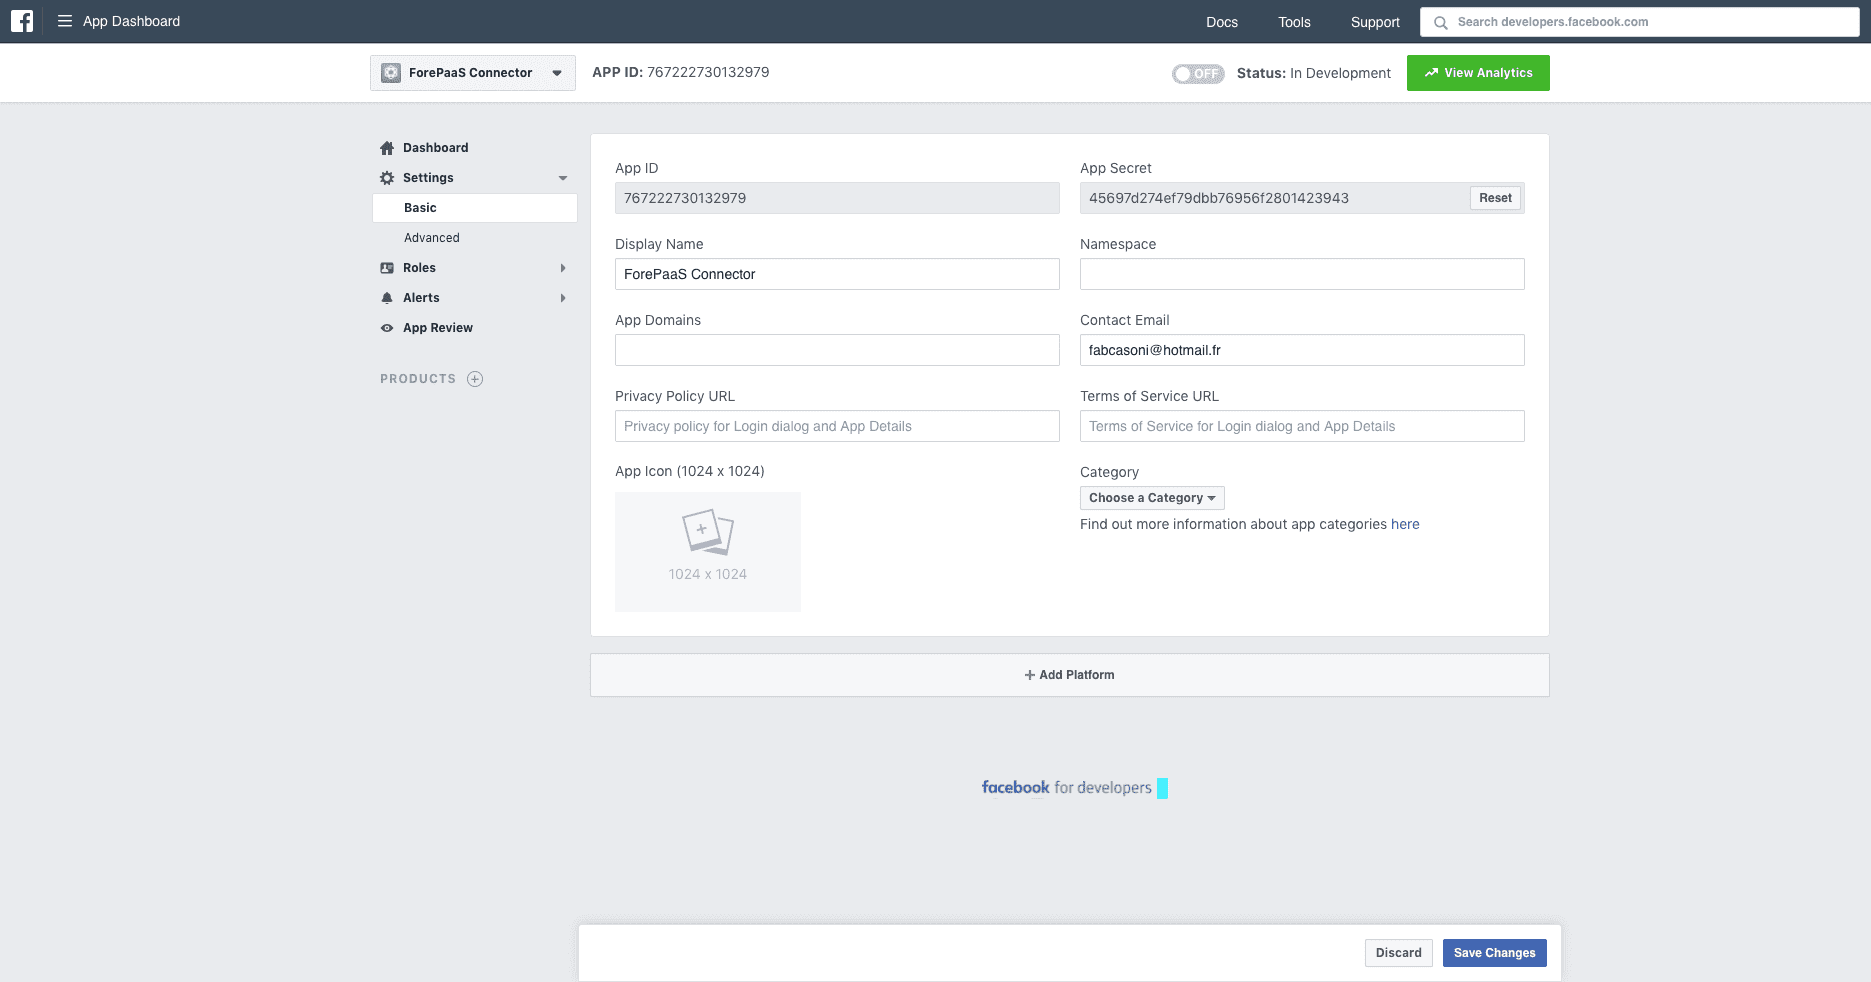 App Dashboard
Docs
Tools
Support
Search developers.facebook.com
ForePaaS Connector
APP ID: 767222730132979
OFF
Status: In Development
View Analytics
Dashboard
Settings
Basic
Advanced
Roles
Alerts
App Review
PRODUCTS
App ID
767222730132979
App Secret
45697d274ef79dbb76956f2801423943
Reset
Display Name
ForePaaS Connector
Namespace
App Domains
Contact Email
fabcasoni@hotmail.fr
Privacy Policy URL
Privacy policy for Login dialog and App Details
Terms of Service URL
Terms of Service for Login dialog and App Details
App Icon (1024 x 1024)
1024 x 1024
Category
Choose a Category
Find out more information about app categories here
+ Add Platform
facebook for developers
Discard
Save Changes